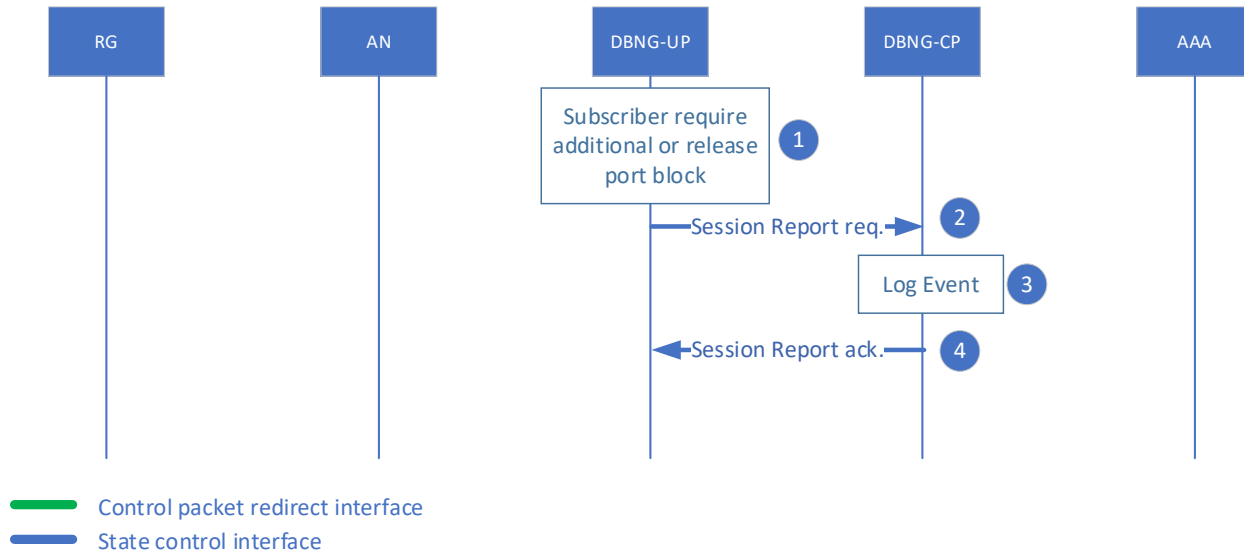 RG
AN
DBNG-UP
DBNG-CP
AAA
Subscriber require
additional or release
port block
1
Session Report req.
2
Log Event
3
Session Report ack.
4
Control packet redirect interface
State control interface